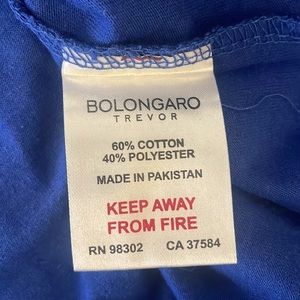 BOLONGARO
TREVOR
60% COTTON
40% POLYESTER
MADE IN PAKISTAN
KEEP AWAY
FROM FIRE
RN 98302 CA 37584